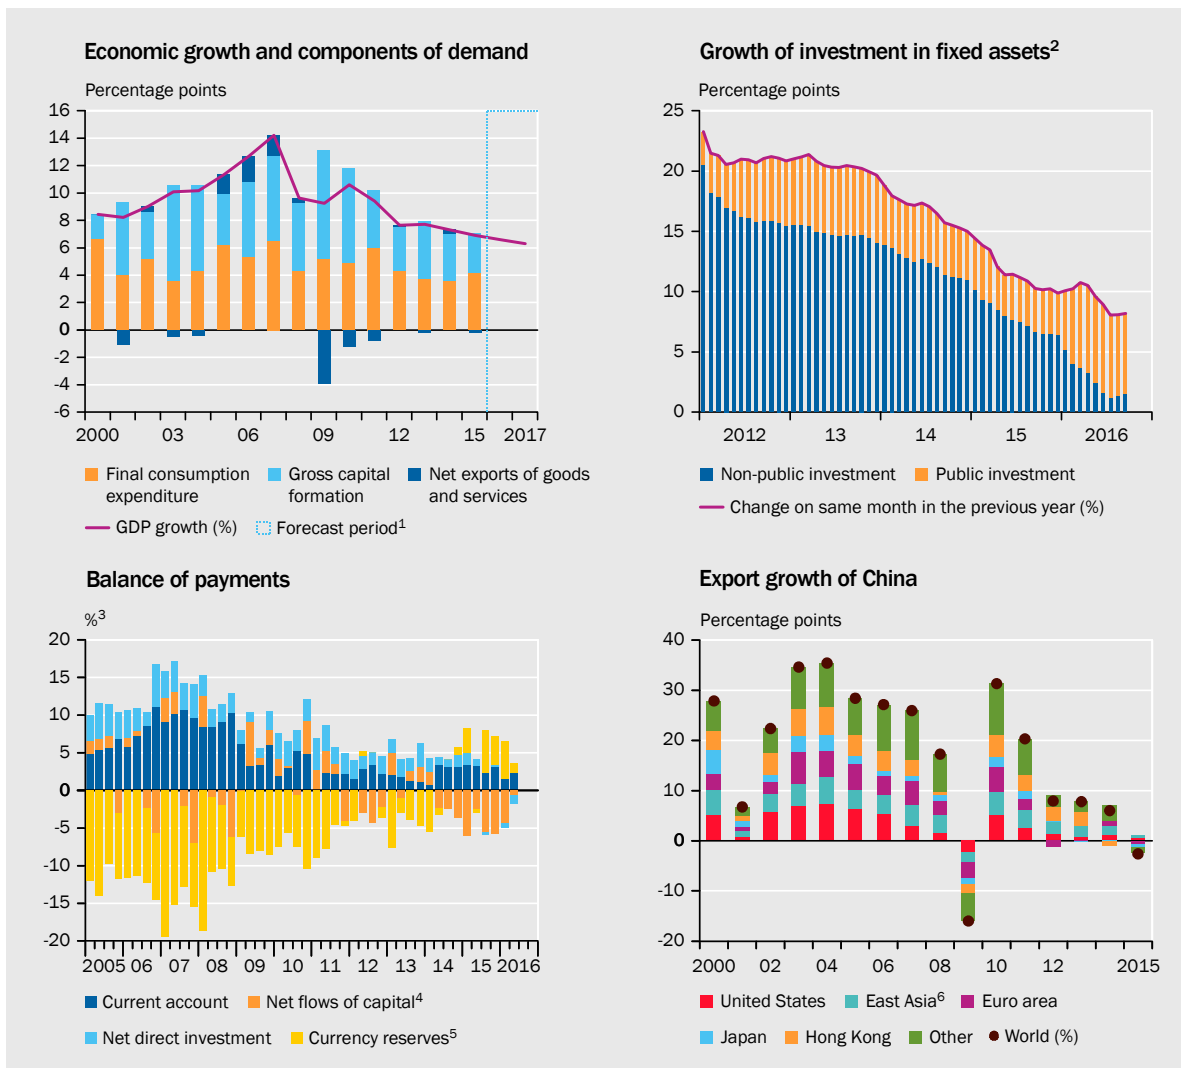 Economic growth and components of demand
Percentage points
16
14
12
10
8
6
4
2
0
-2
-4
-6
2000 03 06 09 12 15 2017
Final consumption expenditure
Gross capital formation
Net exports of goods and services
GDP growth (%)
Forecast period¹
Growth of investment in fixed assets²
Percentage points
25
20
15
10
5
0
2012 13 14 15 2016
Non-public investment
Public investment
Change on same month in the previous year (%)
Balance of payments
%³
20
15
10
5
0
-5
-10
-15
-20
2005 06 07 08 09 10 11 12 13 14 15 2016
Current account
Net flows of capital⁴
Net direct investment
Currency reserves⁵
Export growth of China
Percentage points
40
30
20
10
0
-10
-20
2000 02 04 06 10 12 2015
United States
East Asia⁶
Euro area
Japan
Hong Kong
Other
World (%)